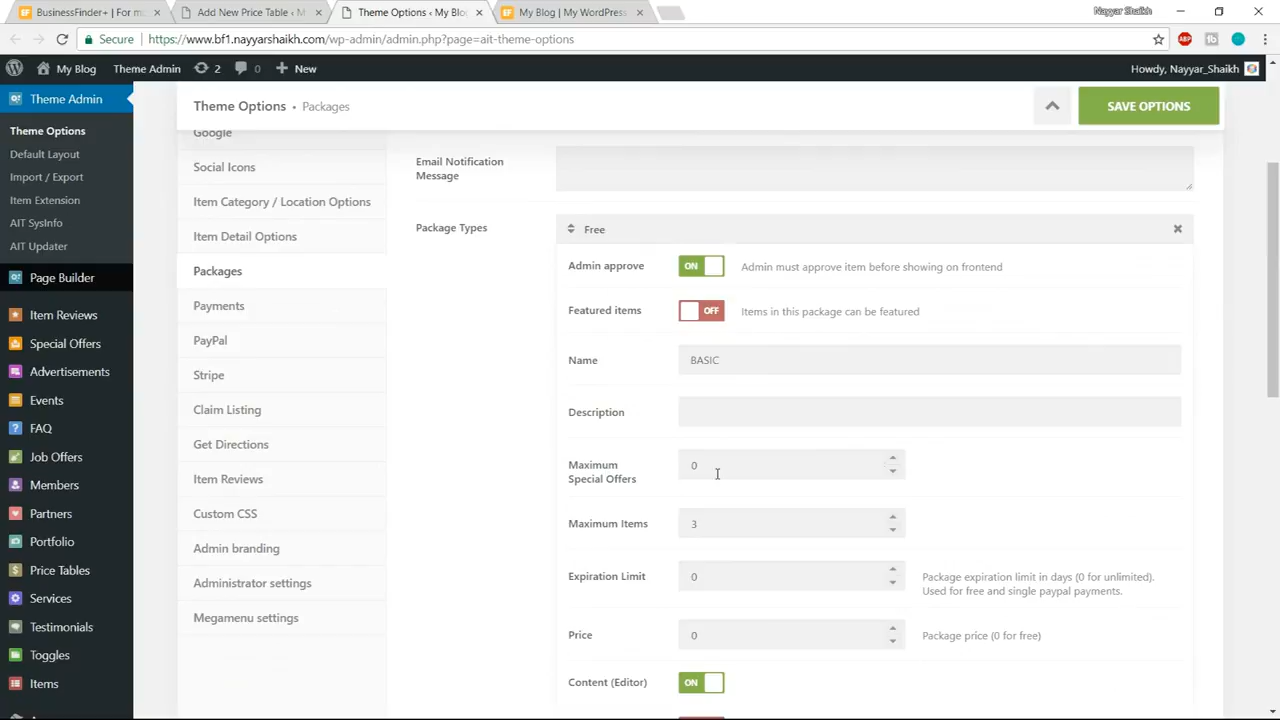 BusinessFinder+ | For m
Add New Price Table ‹ M
Theme Options ‹ My Blo
My Blog | My WordPress
Nayyar Shaikh
Secure
https://www.bf1.nayyarshaikh.com/wp-admin/admin.php?page=ait-theme-options
My Blog
Theme Admin
2
0
New
Howdy, Nayyar_Shaikh
Theme Admin
Theme Options
Default Layout
Import / Export
Item Extension
AIT SysInfo
AIT Updater
Page Builder
Item Reviews
Special Offers
Advertisements
Events
FAQ
Job Offers
Members
Partners
Portfolio
Price Tables
Services
Testimonials
Toggles
Items
Theme Options • Packages
SAVE OPTIONS
Google
Social Icons
Item Category / Location Options
Item Detail Options
Packages
Payments
PayPal
Stripe
Claim Listing
Get Directions
Item Reviews
Custom CSS
Admin branding
Administrator settings
Megamenu settings
Email Notification
Message
Package Types
Free
Admin approve
ON
Admin must approve item before showing on frontend
Featured items
OFF
Items in this package can be featured
Name
BASIC
Description
Maximum
Special Offers
0
Maximum Items
3
Expiration Limit
0
Package expiration limit in days (0 for unlimited).
Used for free and single paypal payments.
Price
0
Package price (0 for free)
Content (Editor)
ON